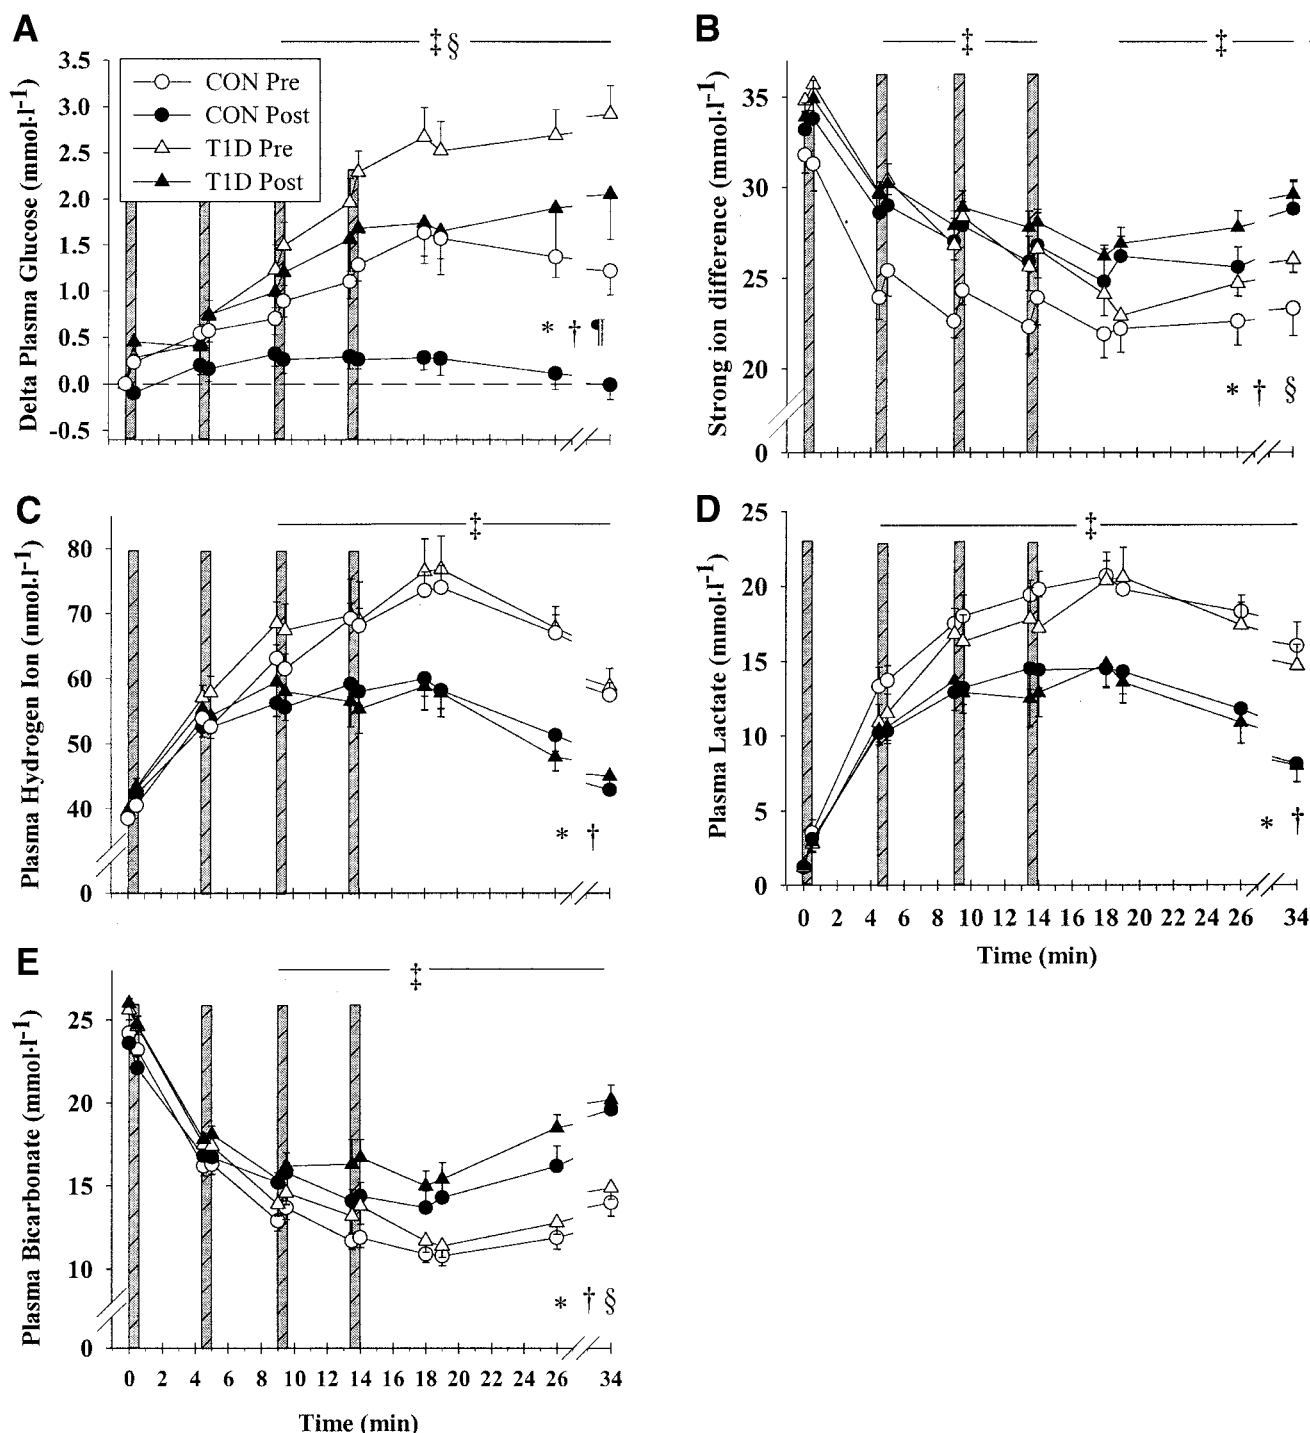 A
‡ §
Delta Plasma Glucose (mmol·l⁻¹)
3.5
3.0
2.5
2.0
1.5
1.0
0.5
0.0
-0.5
CON Pre
CON Post
T1D Pre
T1D Post
* † ¶
B
‡ ‡
Strong ion difference (mmol·l⁻¹)
35
30
25
20
0
* † §
C
‡
Plasma Hydrogen Ion (nmol.l⁻¹)
80
70
60
50
40
0
* †
D
‡
Plasma Lactate (mmol·l⁻¹)
25
20
15
10
5
0
* †
0 2 4 6 8 10 12 14 16 18 20 22 24 26 34
Time (min)
E
‡
Plasma Bicarbonate (mmol·l⁻¹)
25
20
15
10
0
* † §
0 2 4 6 8 10 12 14 16 18 20 22 24 26 34
Time (min)